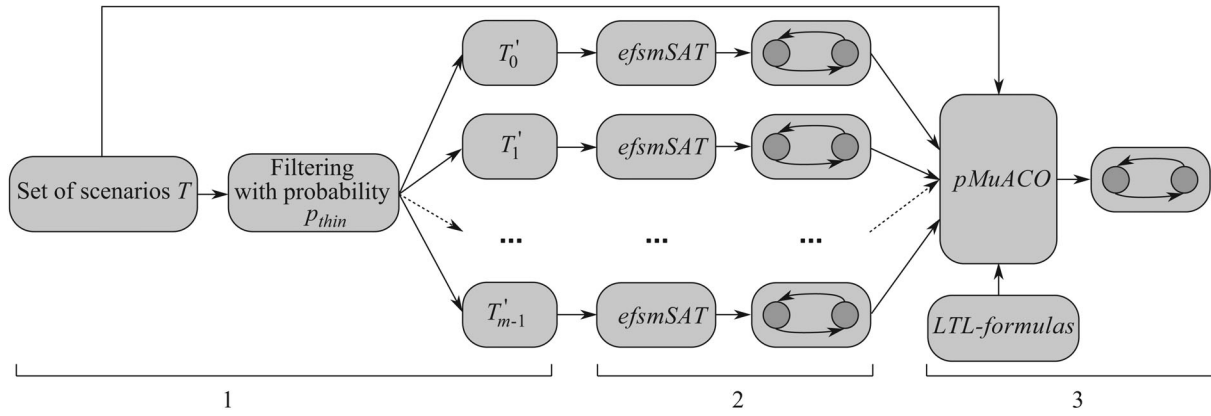 Set of scenarios T
Filtering
with probability
p_thin
T'_0
efsmSAT
T'_1
efsmSAT
...
...
...
T'_m-1
efsmSAT
pMuACO
LTL-formulas
1
2
3